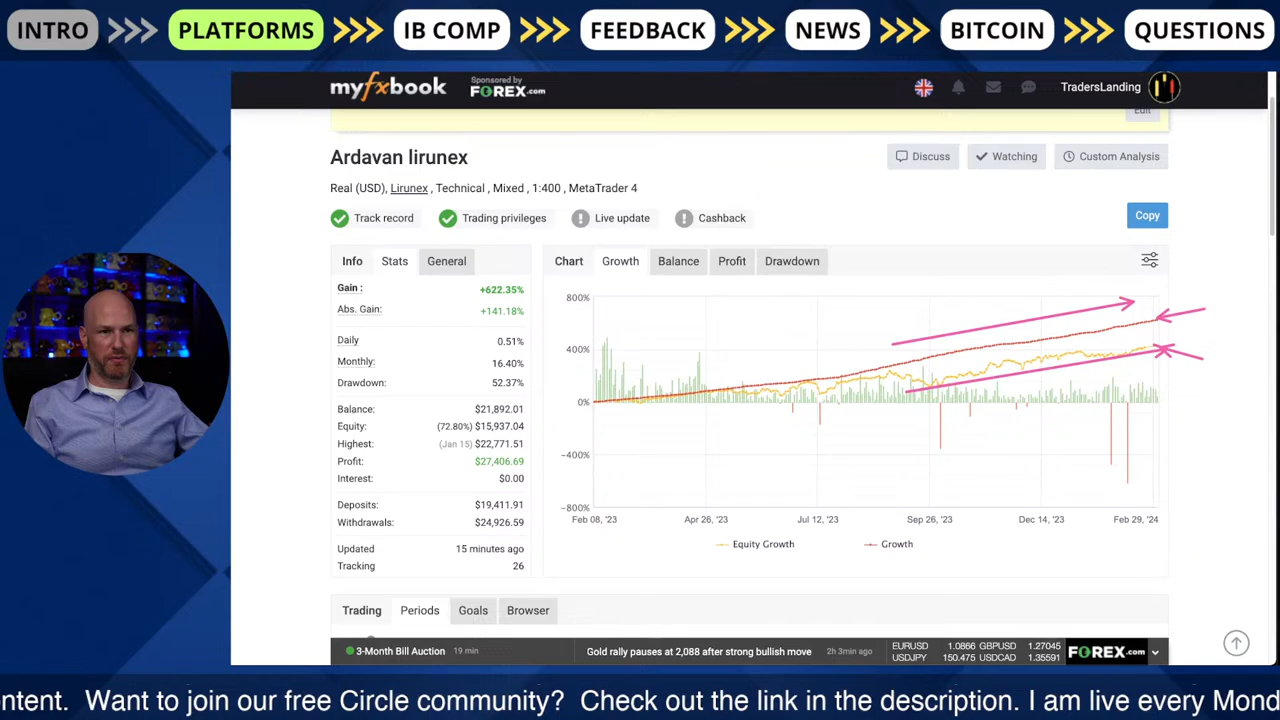 INTRO PLATFORMS IB COMP FEEDBACK NEWS BITCOIN QUESTIONS
myfxbook Sponsored by FOREX.com TradersLanding
Edit
Ardavan lirunex
Discuss Watching Custom Analysis
Real (USD), Lirunex , Technical , Mixed , 1:400 , MetaTrader 4
Track record Trading privileges Live update Cashback
Copy
Info Stats General
Gain : +622.35%
Abs. Gain: +141.18%
Daily 0.51%
Monthly: 16.40%
Drawdown: 52.37%
Balance: $21,892.01
Equity: (72.80%) $15,937.04
Highest: (Jan 15) $22,771.51
Profit: $27,406.69
Interest: $0.00
Deposits: $19,411.91
Withdrawals: $24,926.59
Updated 15 minutes ago
Tracking 26
Chart Growth Balance Profit Drawdown
800%
400%
0%
-400%
-800%
Feb 08, '23 Apr 26, '23 Jul 12, '23 Sep 26, '23 Dec 14, '23 Feb 29, '24
Equity Growth Growth
Trading Periods Goals Browser
3-Month Bill Auction 19 min Gold rally pauses at 2,088 after strong bullish move 2h 3min ago
EURUSD 1.0866 GPBUSD 1.27045
USDJPY 150.475 USDCAD 1.35591
FOREX.com
ntent. Want to join our free Circle community? Check out the link in the description. I am live every Mond